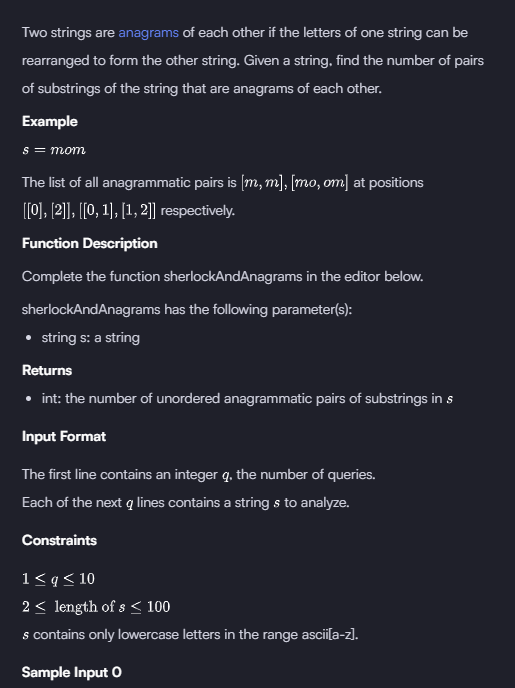 Two strings are anagrams of each other if the letters of one string can be
rearranged to form the other string. Given a string, find the number of pairs
of substrings of the string that are anagrams of each other.
Example
s = mom
The list of all anagrammatic pairs is [m, m], [mo, om] at positions
[[0], [2]], [[0, 1], [1, 2]] respectively.
Function Description
Complete the function sherlockAndAnagrams in the editor below.
sherlockAndAnagrams has the following parameter(s):
• string s: a string
Returns
• int: the number of unordered anagrammatic pairs of substrings in s
Input Format
The first line contains an integer q, the number of queries.
Each of the next q lines contains a string s to analyze.
Constraints
1 ≤ q ≤ 10
2 ≤ length of s ≤ 100
s contains only lowercase letters in the range ascii[a-z].
Sample Input 0